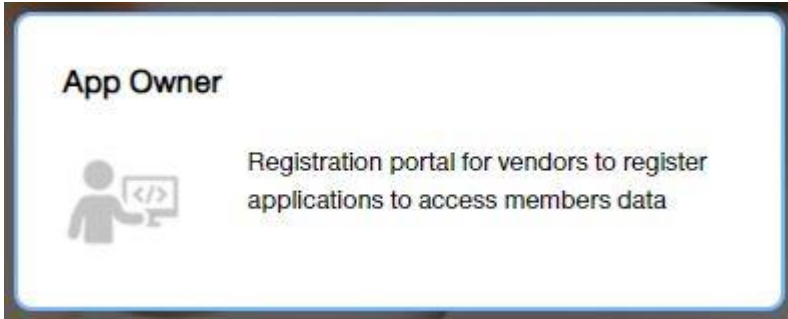 App Owner
</>
Registration portal for vendors to register
applications to access members data